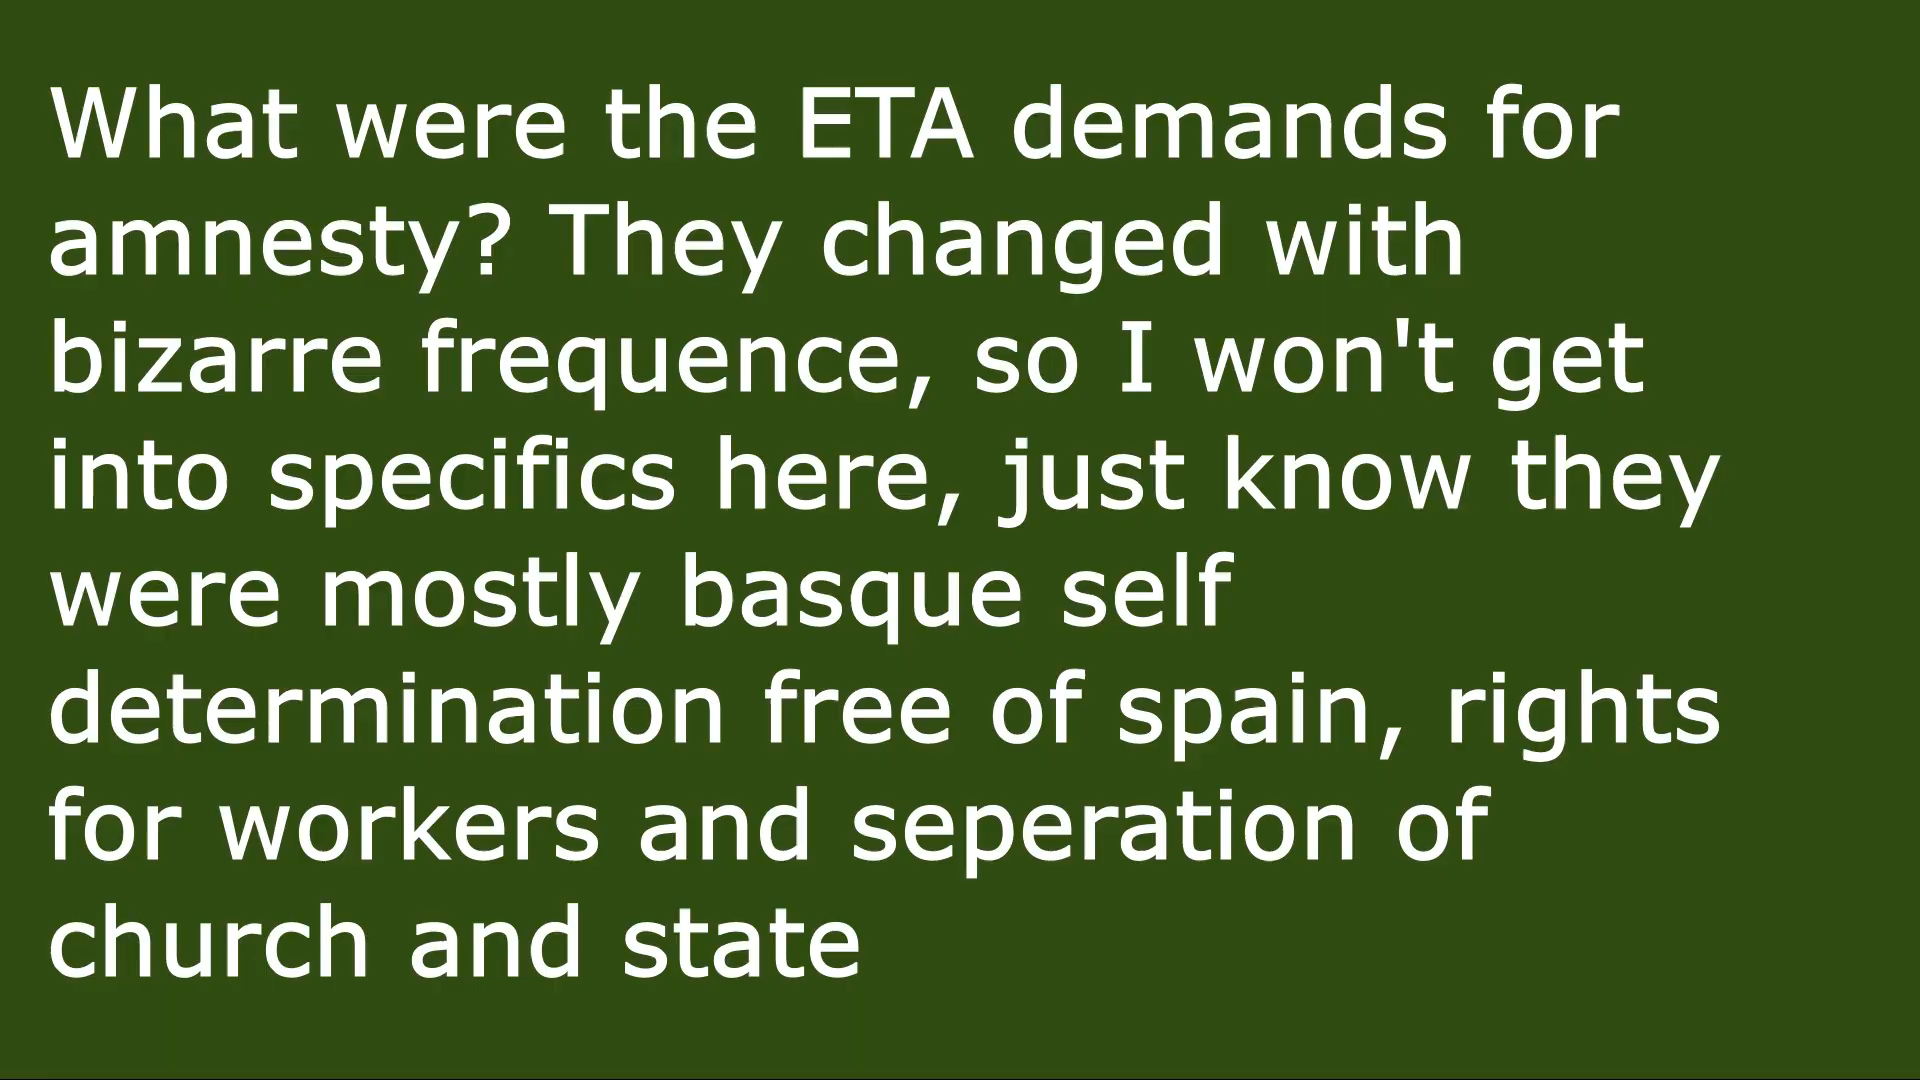 What were the ETA demands for
amnesty? They changed with
bizarre frequence, so I won't get
into specifics here, just know they
were mostly basque self
determination free of spain, rights
for workers and seperation of
church and state